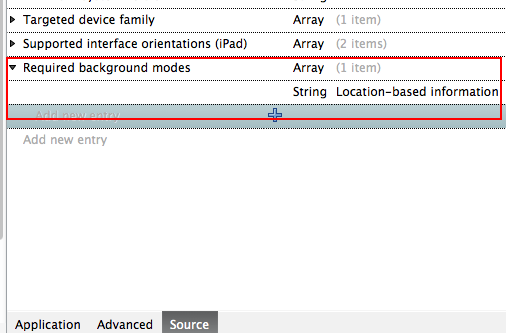 Targeted device family Array (1 item)
Supported interface orientations (iPad) Array (2 items)
Required background modes Array (1 item)
String Location-based information
Add new entry
Add new entry
Application Advanced Source